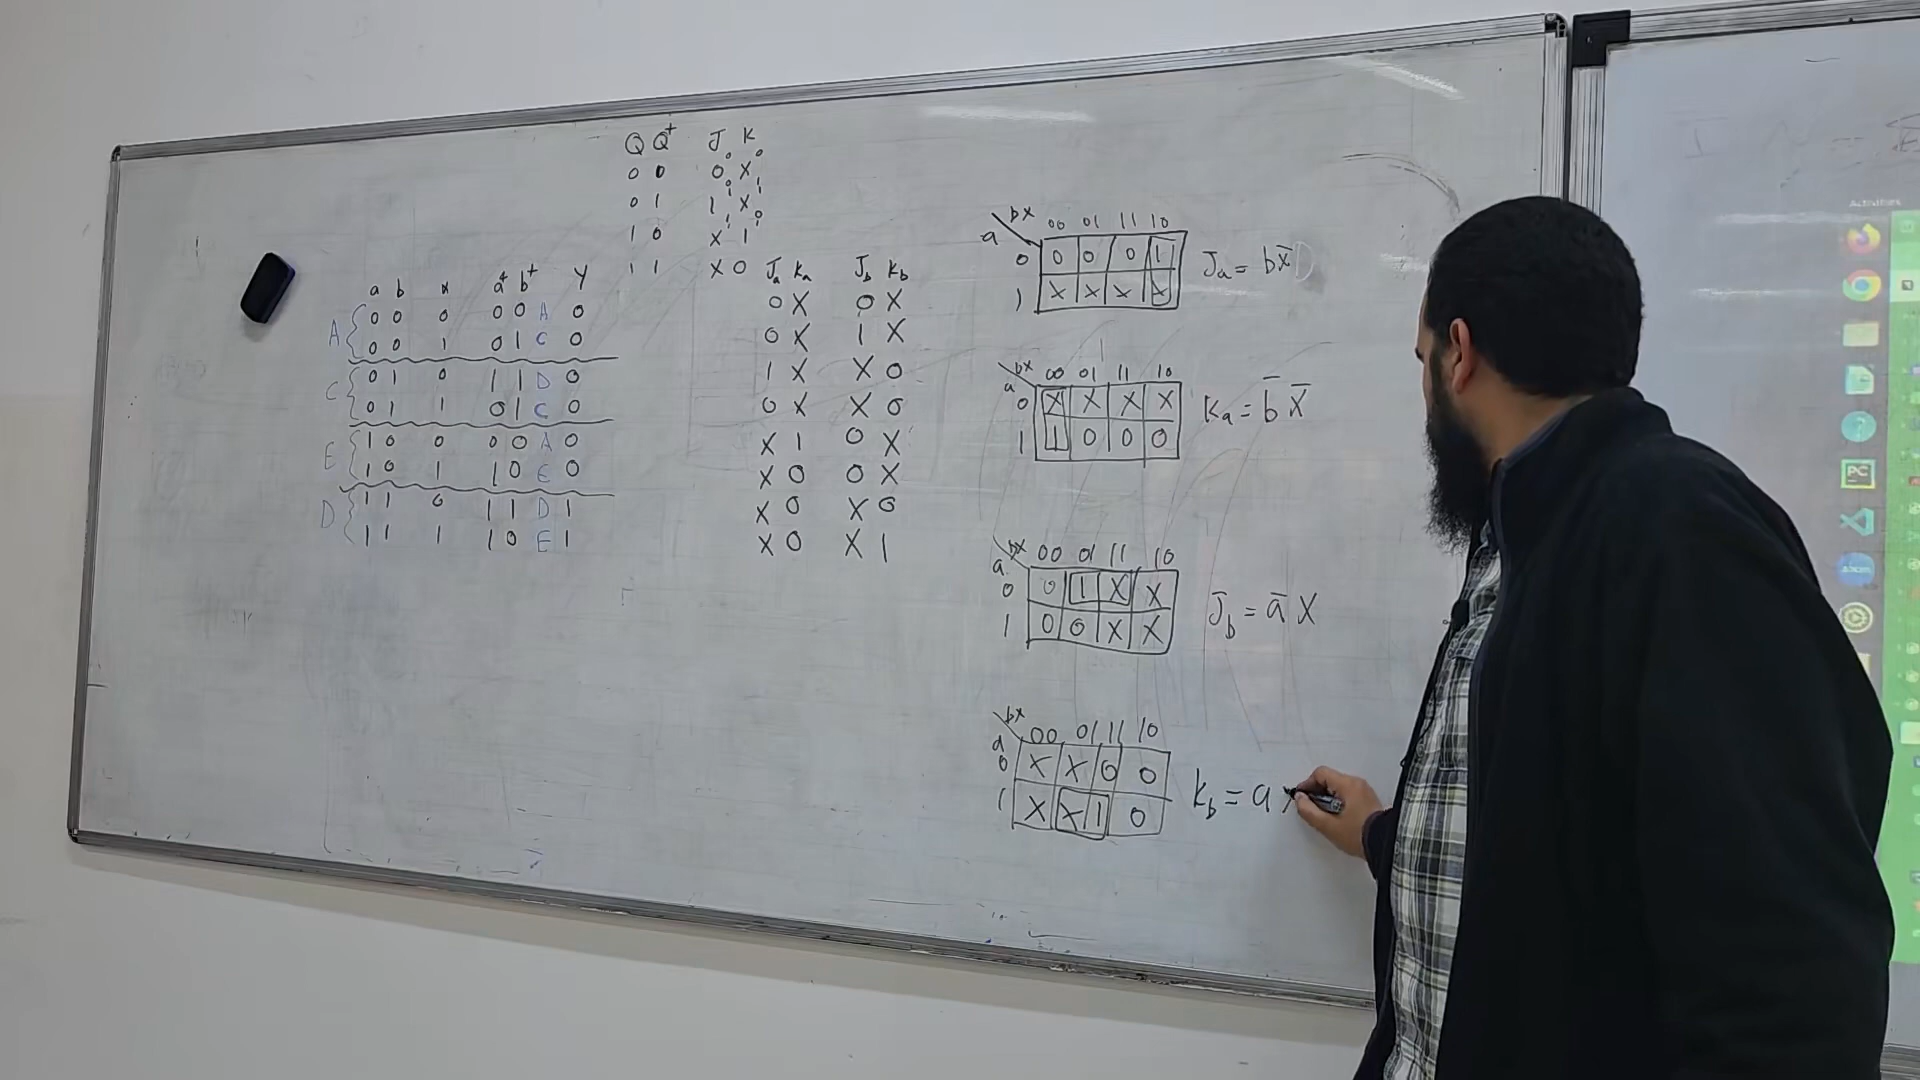 Q Q⁺ J K
0 0 0 X
0 1 1 X
1 0 X 1
1 1 X 0
a b x a⁺ b⁺ y
A 0 0 0 0 0 A 0
0 0 1 0 1 C 0
C 0 1 0 1 1 D 0
0 1 1 0 1 C 0
E 1 0 0 0 0 A 0
1 0 1 1 0 E 0
D 1 1 0 1 1 D 1
1 1 1 1 0 E 1
Ja Ka Jb Kb
0 X 0 X
0 X 1 X
1 X X 0
0 X X 0
X 1 0 X
X 0 0 X
X 0 X 0
X 0 X 1
a bx 00 01 11 10
0 0 0 0 1
1 X X X X
Ja = bx̄
a bx 00 01 11 10
0 X X X X
1 1 0 0 0
Ka = b̄ x̄
a bx 00 01 11 10
0 0 1 X X
1 0 0 X X
Jb = ā x
a bx 00 01 11 10
0 X X 0 0
1 X X 1 0
Kb = a x
Activities
PC